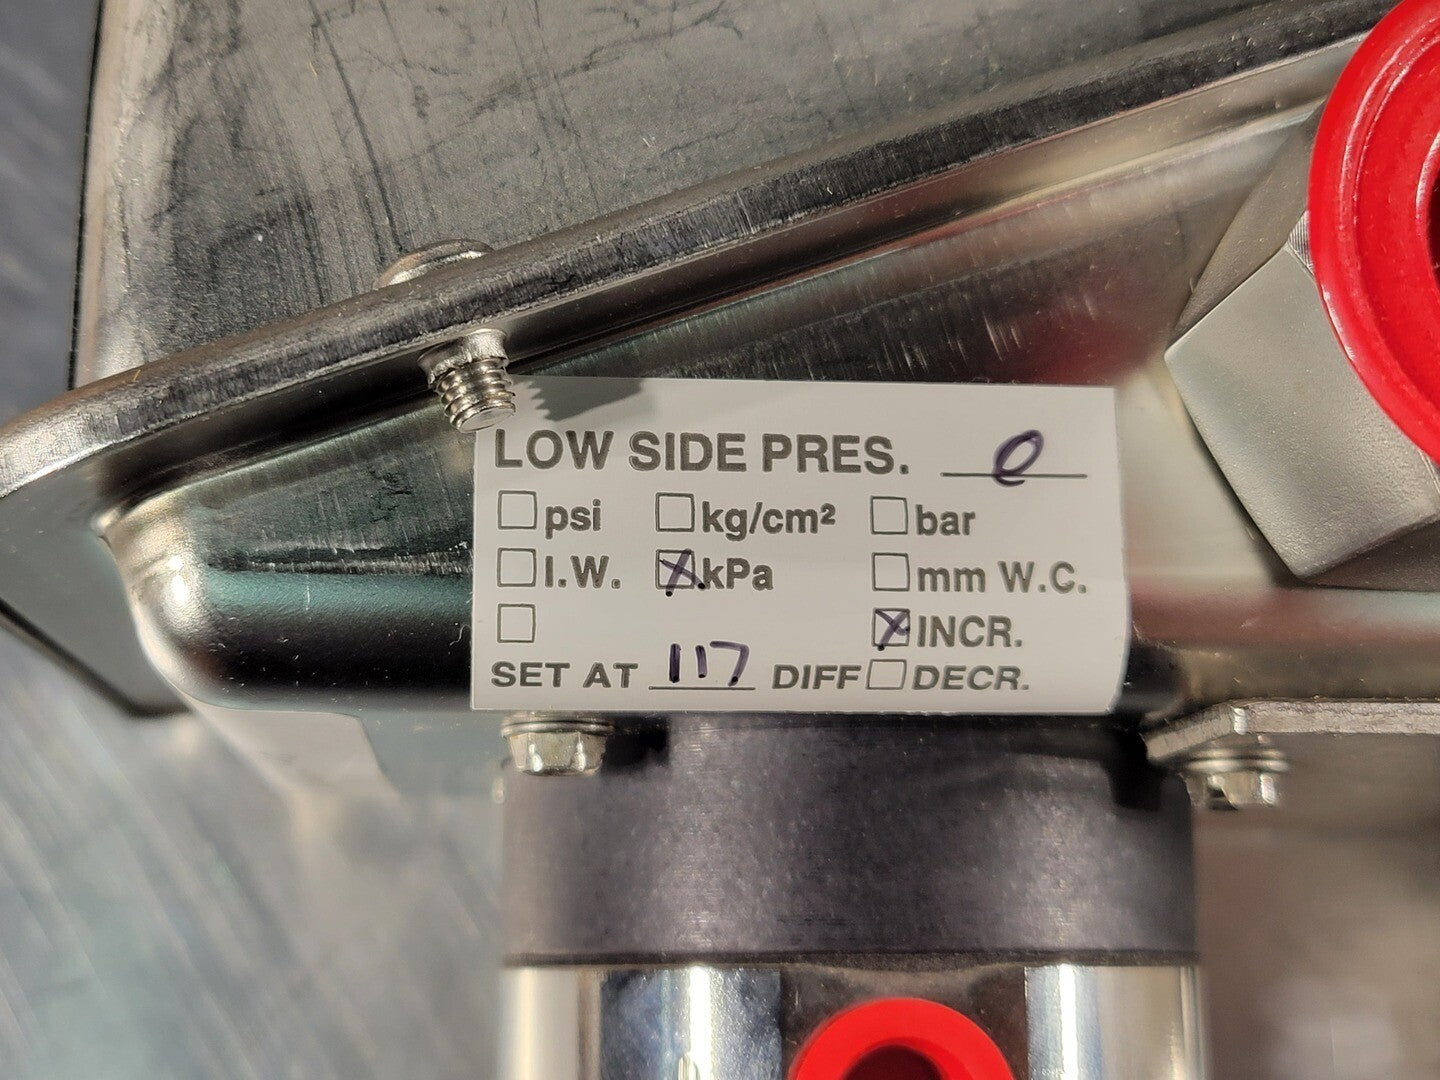 LOW SIDE PRES. 0
☐ psi ☐ kg/cm² ☐ bar
☐ I.W. ☒ kPa ☐ mm W.C.
☐ ☒ INCR.
SET AT 117 DIFF ☐ DECR.